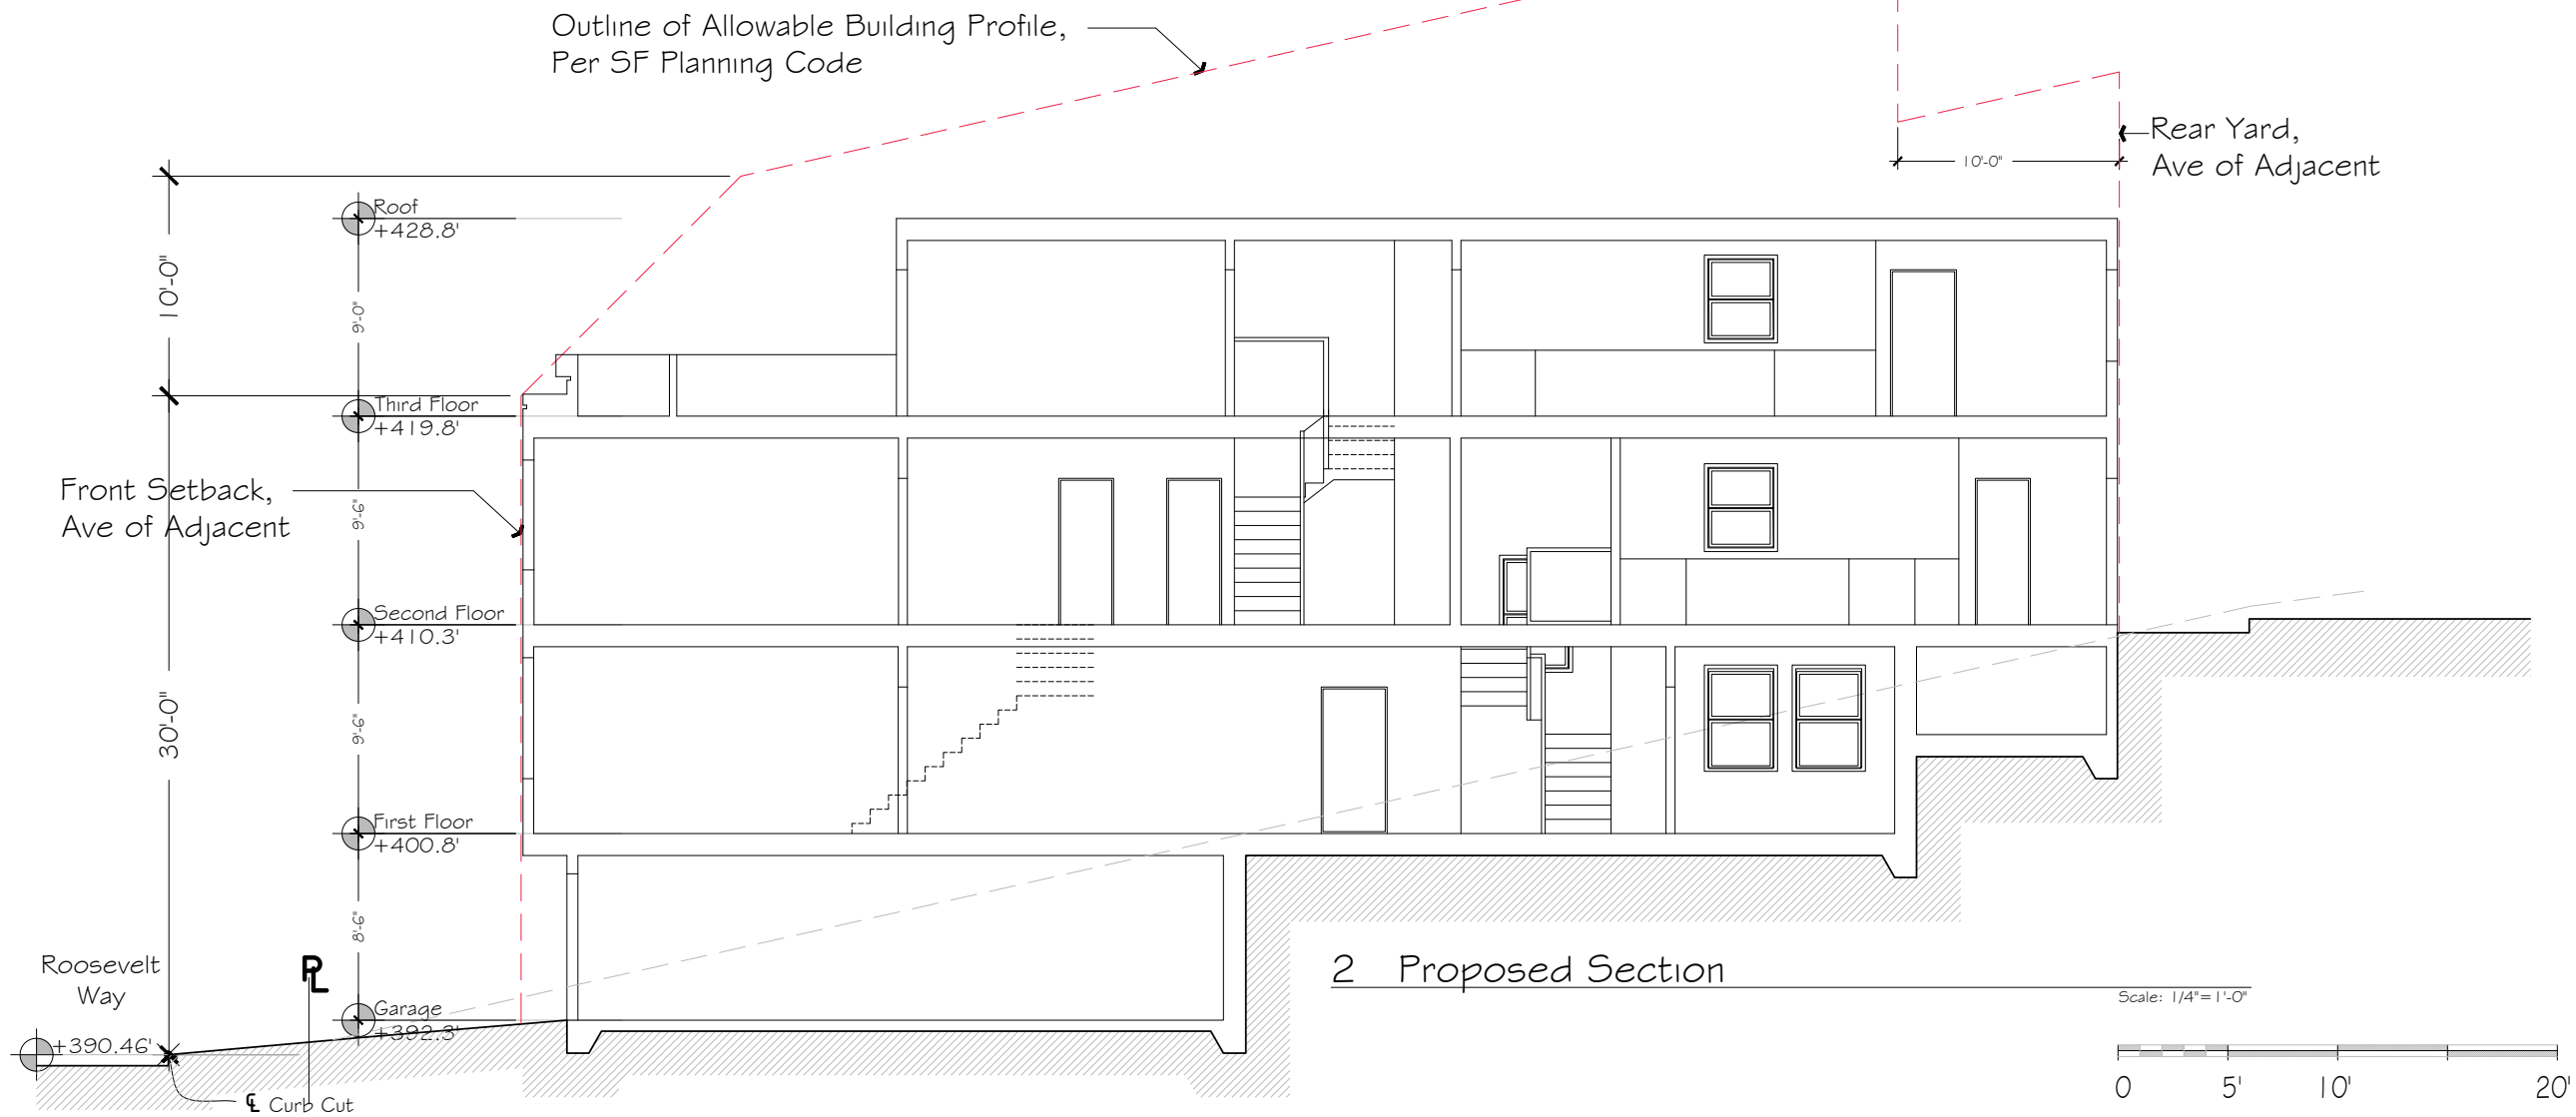 Outline of Allowable Building Profile,
Per SF Planning Code
Rear Yard,
Ave of Adjacent
10'-0"
Roof
+428.8'
10'-0"
9'-0"
Third Floor
+419.8'
Front Setback,
Ave of Adjacent
9'-6"
Second Floor
+410.3'
30'-0"
9'-6"
First Floor
+400.8'
8'-6"
Roosevelt
Way
PL
Garage
+392.3'
+390.46'
CL Curb Cut
2 Proposed Section
Scale: 1/4"=1'-0"
0 5' 10' 20'